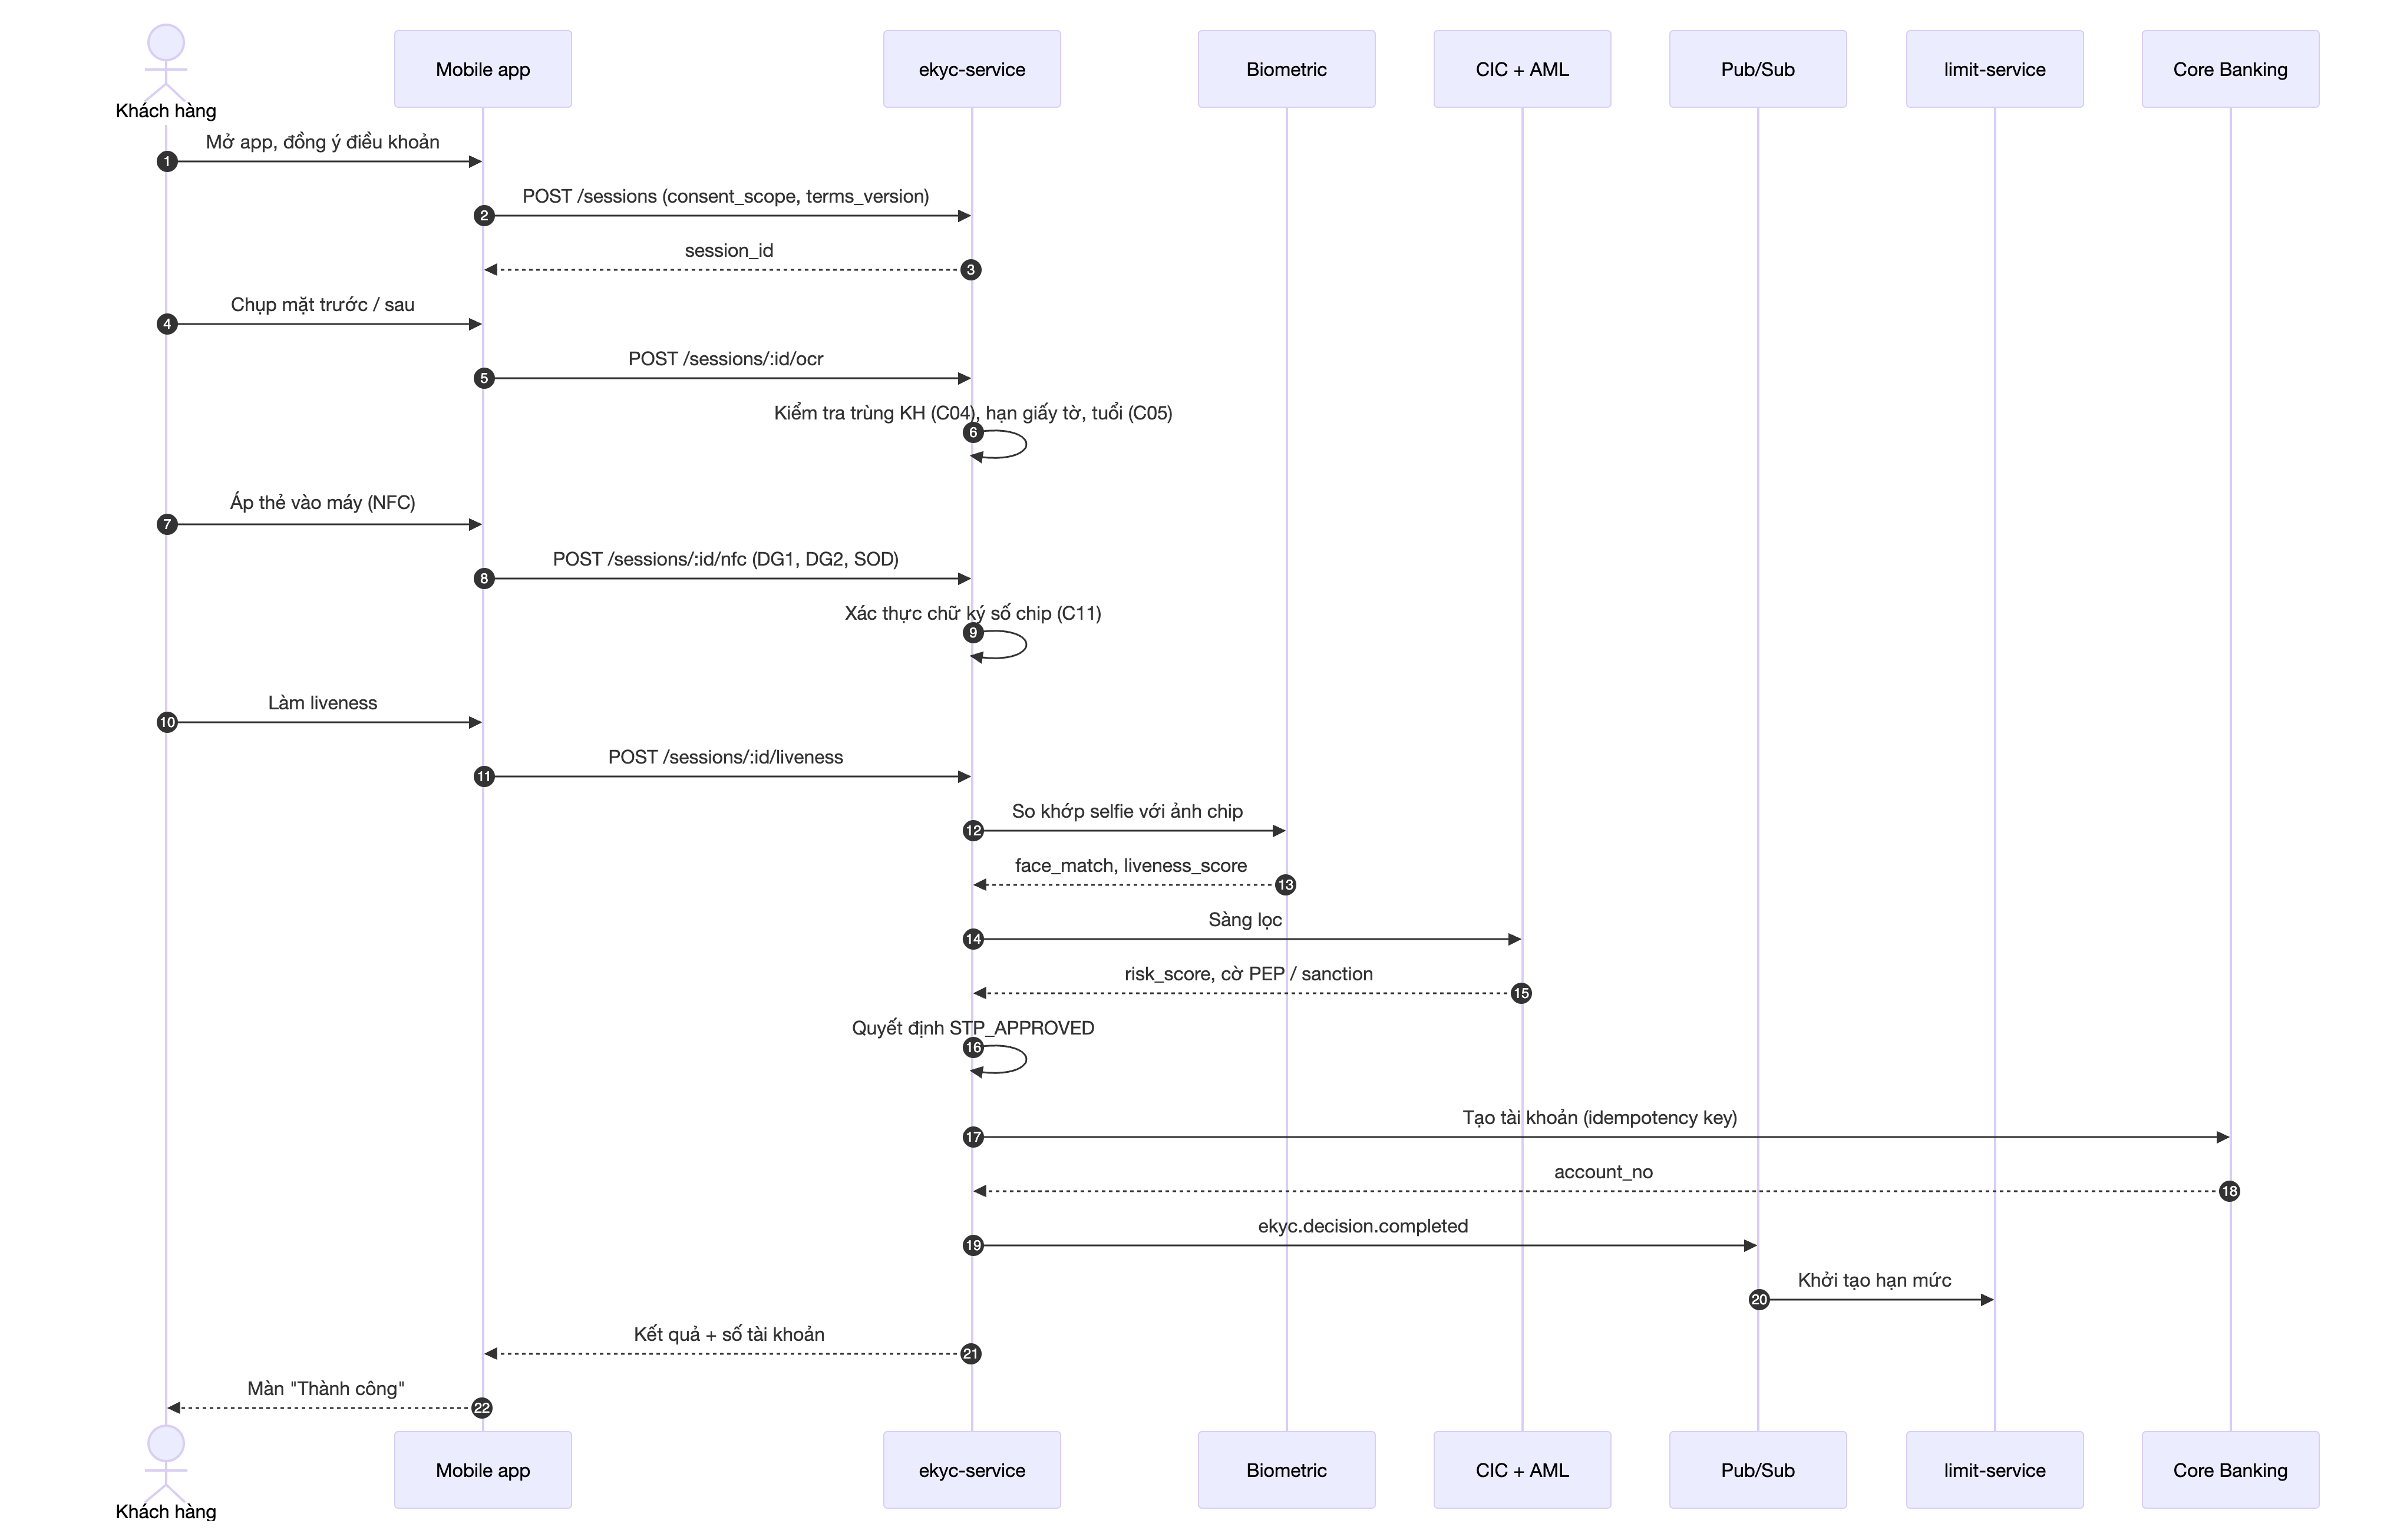 Mobile app
ekyc-service
Biometric
CIC + AML
Pub/Sub
limit-service
Core Banking
Khách hàng
Mở app, đồng ý điều khoản
1
POST /sessions (consent_scope, terms_version)
2
session_id
3
Chụp mặt trước / sau
4
POST /sessions/:id/ocr
5
Kiểm tra trùng KH (C04), hạn giấy tờ, tuổi (C05)
6
Áp thẻ vào máy (NFC)
7
POST /sessions/:id/nfc (DG1, DG2, SOD)
8
Xác thực chữ ký số chip (C11)
9
Làm liveness
10
POST /sessions/:id/liveness
11
So khớp selfie với ảnh chip
12
face_match, liveness_score
13
Sàng lọc
14
risk_score, cờ PEP / sanction
15
Quyết định STP_APPROVED
16
Tạo tài khoản (idempotency key)
17
account_no
18
ekyc.decision.completed
19
Khởi tạo hạn mức
20
Kết quả + số tài khoản
21
Màn "Thành công"
22
Mobile app
ekyc-service
Biometric
CIC + AML
Pub/Sub
limit-service
Core Banking
Khách hàng